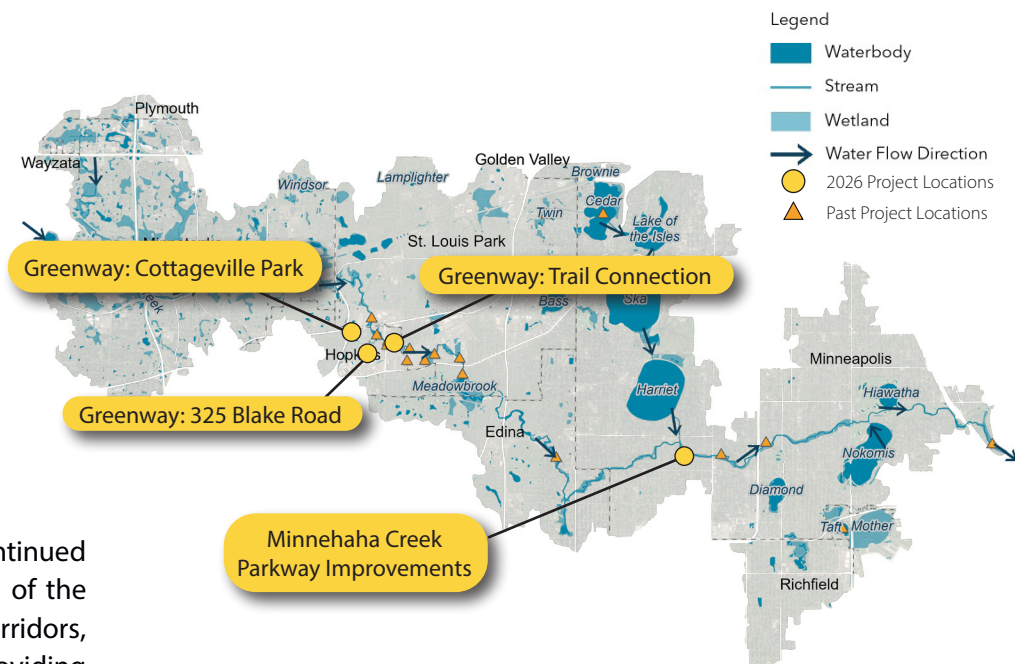 Legend
Waterbody
Stream
Wetland
Water Flow Direction
2026 Project Locations
Past Project Locations
Plymouth
Wayzata
Golden Valley
Windsor
Lamplighter
Brownie
Cedar
Twin
Lake of
the Isles
St. Louis Park
Greenway: Cottageville Park
Greenway: Trail Connection
Bass
Ska
Minneapolis
Meadowbrook
Harriet
Hiawatha
Greenway: 325 Blake Road
Edina
Nokomis
Diamond
Minnehaha Creek
Parkway Improvements
Taft
Mother
Richfield
ntinued
of the
rridors,